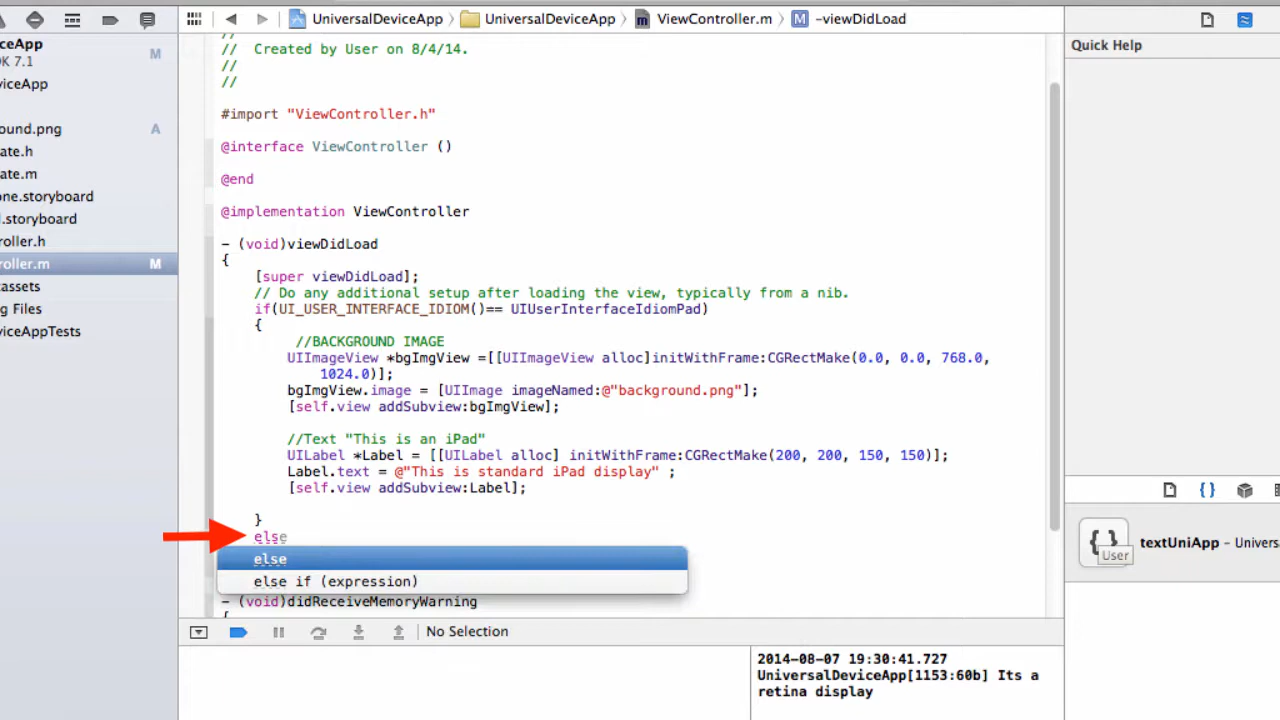 UniversalDeviceApp UniversalDeviceApp ViewController.m M -viewDidLoad
ceApp
M
K 7.1
viceApp
ound.png A
ate.h
ate.m
one.storyboard
.storyboard
roller.h
roller.m M
assets
g Files
viceAppTests
//
// Created by User on 8/4/14.
//
//
#import "ViewController.h"
@interface ViewController ()
@end
@implementation ViewController
- (void)viewDidLoad
{
[super viewDidLoad];
// Do any additional setup after loading the view, typically from a nib.
if(UI_USER_INTERFACE_IDIOM()== UIUserInterfaceIdiomPad)
{
//BACKGROUND IMAGE
UIImageView *bgImgView =[[UIImageView alloc]initWithFrame:CGRectMake(0.0, 0.0, 768.0,
1024.0)];
bgImgView.image = [UIImage imageNamed:@"background.png"];
[self.view addSubview:bgImgView];
//Text "This is an iPad"
UILabel *Label = [[UILabel alloc] initWithFrame:CGRectMake(200, 200, 150, 150)];
Label.text = @"This is standard iPad display" ;
[self.view addSubview:Label];
}
else
else
else if (expression)
- (void)didReceiveMemoryWarning
{
No Selection
2014-08-07 19:30:41.727
UniversalDeviceApp[1153:60b] Its a
retina display
Quick Help
{ }
{ } textUniApp - Univers
User